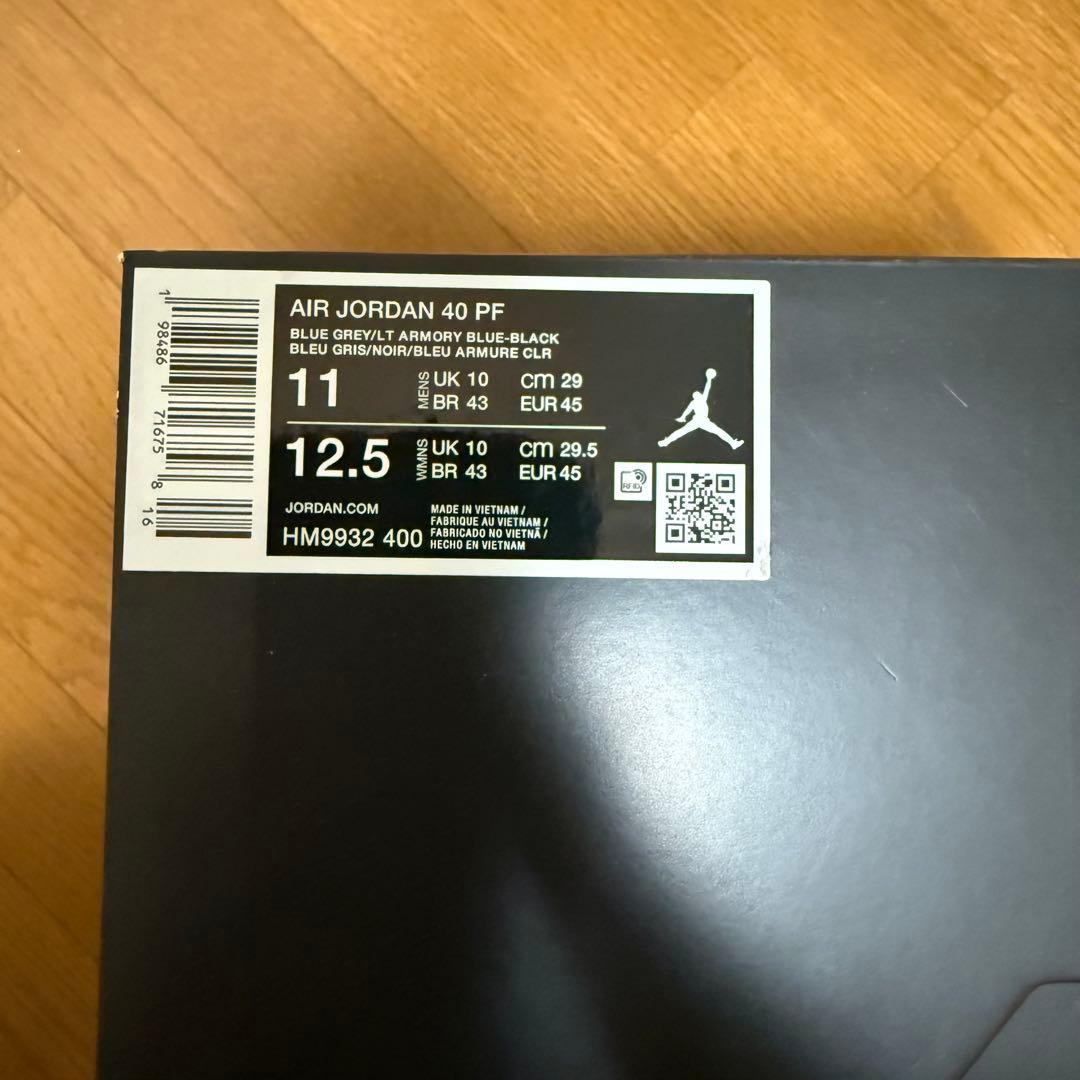 AIR JORDAN 40 PF
BLUE GREY/LT ARMORY BLUE-BLACK
BLEU GRIS/NOIR/BLEU ARMURE CLR
11 MENS UK 10 cm 29
BR 43 EUR 45
12.5 WMNS UK 10 cm 29.5
BR 43 EUR 45
RFID
JORDAN.COM
HM9932 400
MADE IN VIETNAM /
FABRIQUE AU VIETNAM /
FABRICADO NO VIETNÃ /
HECHO EN VIETNAM
1 98486 71675 8 16